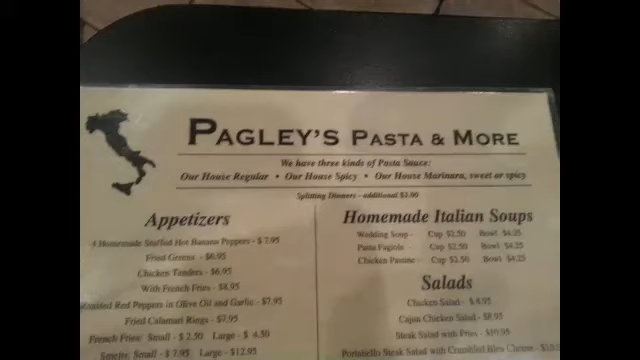 PAGLEY'S PASTA & MORE
We have three kinds of Pasta Sauce:
Our House Regular • Our House Spicy • Our House Marinara, sweet or spicy
Splitting Dinners - additional $3.00
Appetizers
4 Homemade Stuffed Hot Banana Peppers - $7.95
Fried Greens - $6.95
Chicken Tenders - $6.95
With French Fries - $8.95
Roasted Red Peppers in Olive Oil and Garlic - $7.95
Fried Calamari Rings - $7.95
French Fries: Small - $2.50 Large - $4.50
Smelts: Small - $7.95 Large - $12.95
Homemade Italian Soups
Wedding Soup - Cup $2.50 Bowl $4.25
Pasta Fagiole - Cup $2.50 Bowl $4.25
Chicken Pastine - Cup $2.50 Bowl $4.25
Salads
Chicken Salad - $8.95
Cajun Chicken Salad - $8.95
Steak Salad with Fries - $10.95
Portobello Steak Salad with Crumbled Bleu Cheese